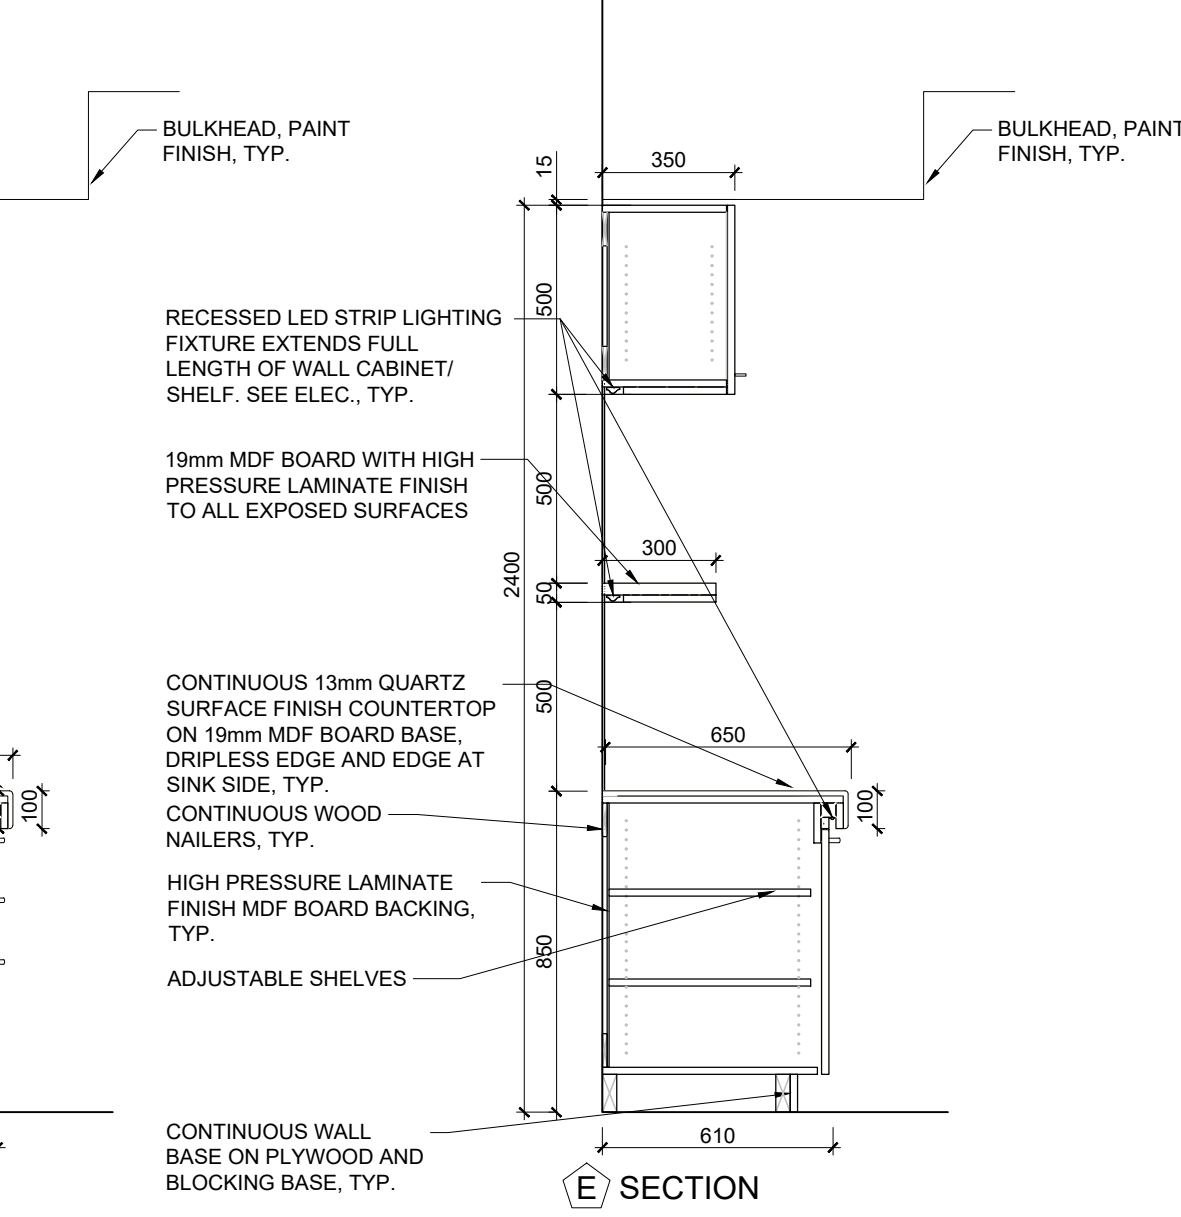 BULKHEAD, PAINT
FINISH, TYP.
BULKHEAD, PAINT
FINISH, TYP.
15
350
RECESSED LED STRIP LIGHTING
FIXTURE EXTENDS FULL
LENGTH OF WALL CABINET/
SHELF. SEE ELEC., TYP.
500
19mm MDF BOARD WITH HIGH
PRESSURE LAMINATE FINISH
TO ALL EXPOSED SURFACES
500
300
2400
50
CONTINUOUS 13mm QUARTZ
SURFACE FINISH COUNTERTOP
ON 19mm MDF BOARD BASE,
DRIPLESS EDGE AND EDGE AT
SINK SIDE, TYP.
500
650
100
100
CONTINUOUS WOOD
NAILERS, TYP.
HIGH PRESSURE LAMINATE
FINISH MDF BOARD BACKING,
TYP.
850
ADJUSTABLE SHELVES
CONTINUOUS WALL
BASE ON PLYWOOD AND
BLOCKING BASE, TYP.
610
E SECTION